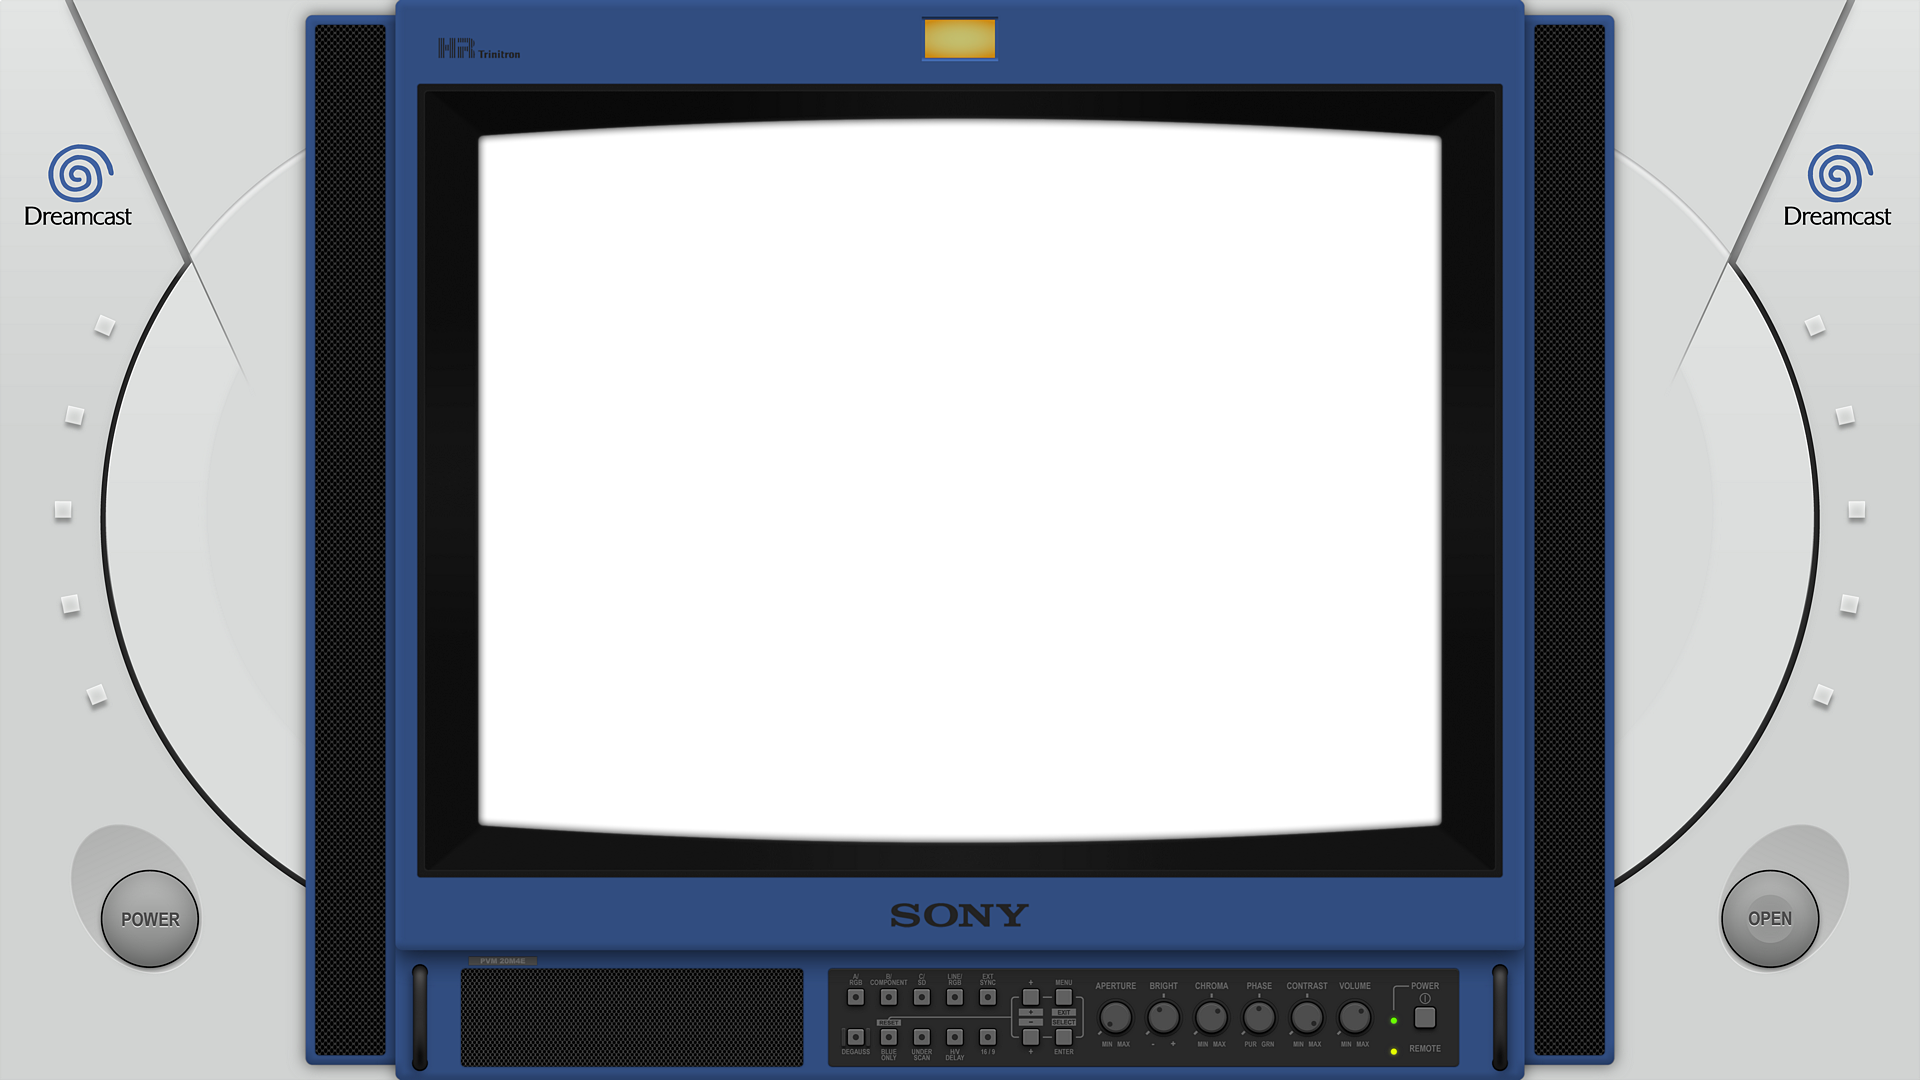 HR Trinitron
Dreamcast
Dreamcast
POWER
OPEN
SONY
PVM 20M4E
A/
RGB
B/
COMPONENT
C/
SD
LINE/
RGB
EXT
SYNC
+
MENU
RESET
+
EXIT
−
SELECT
DEGAUSS
BLUE
ONLY
UNDER
SCAN
H/V
DELAY
16 / 9
+
ENTER
APERTURE
BRIGHT
CHROMA
PHASE
CONTRAST
VOLUME
MIN MAX
- +
MIN MAX
PUR GRN
MIN MAX
MIN MAX
POWER
REMOTE